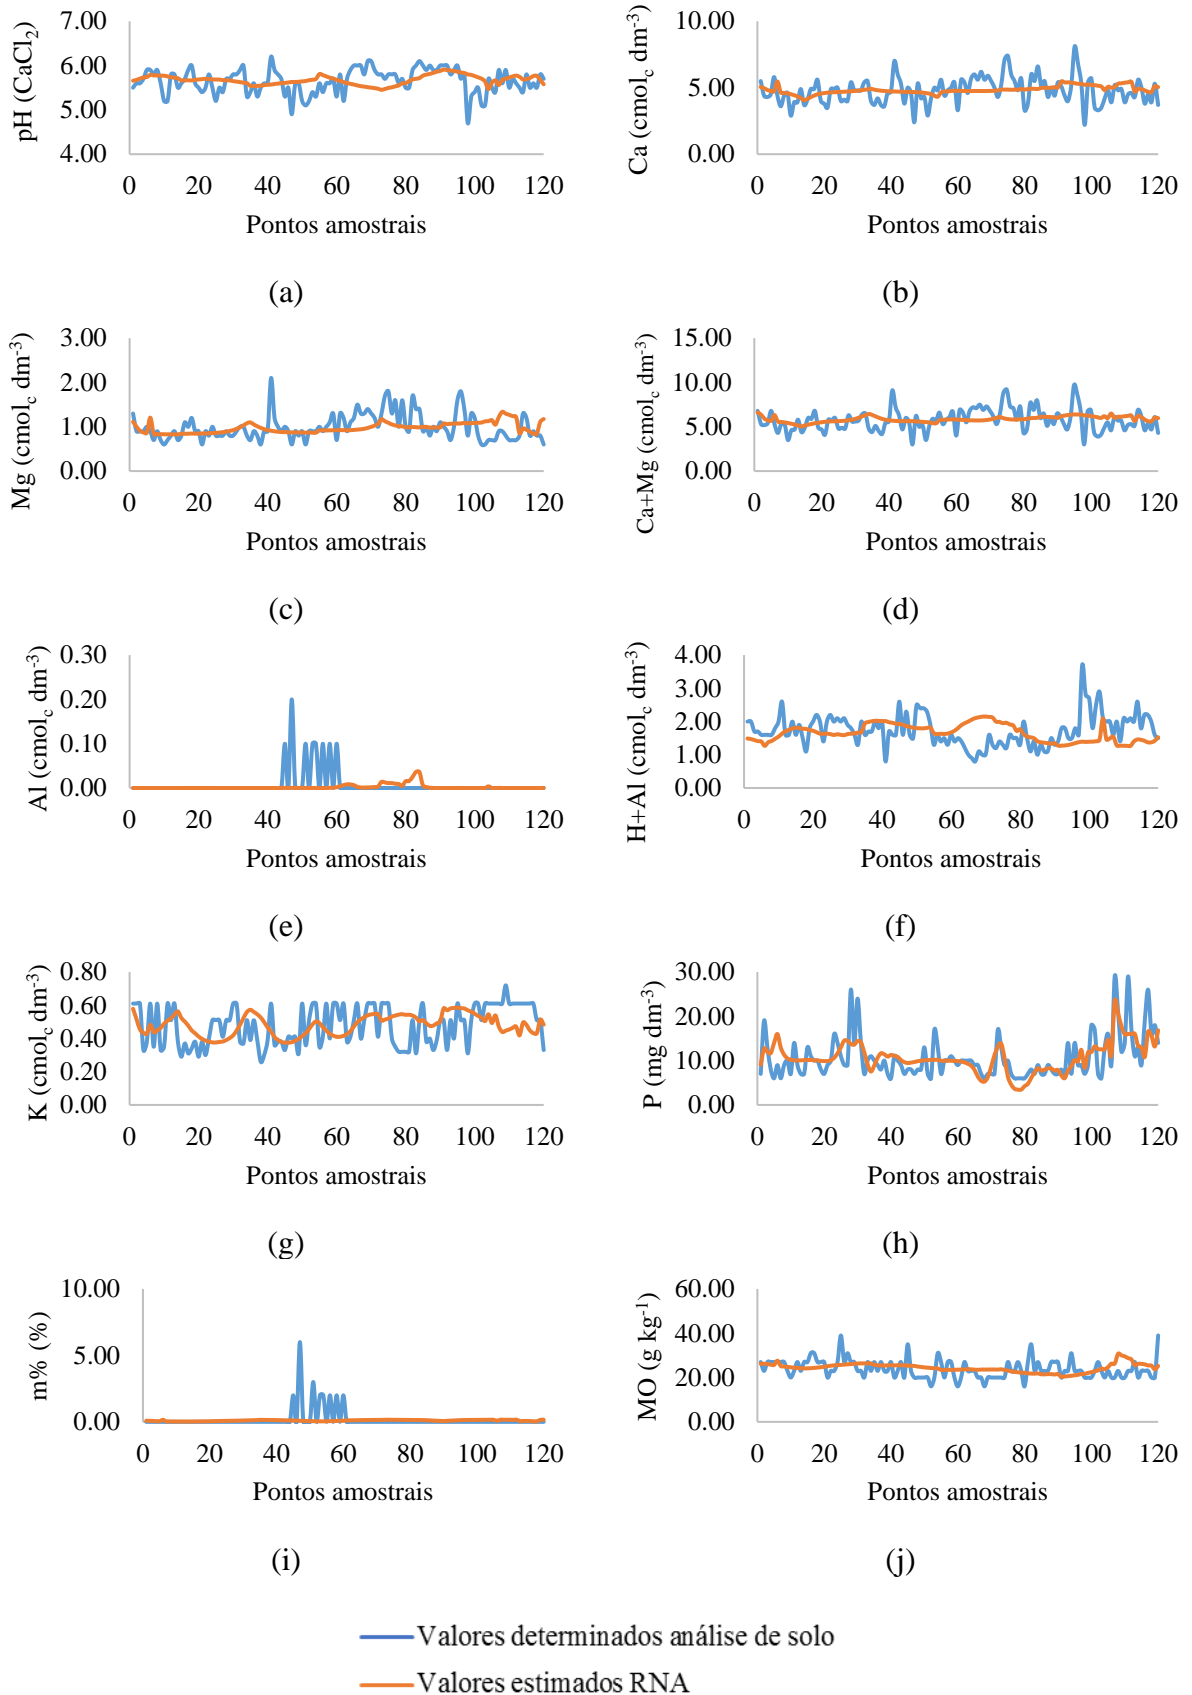 7.00
6.00
5.00
4.00
pH (CaCl2)
0 20 40 60 80 100 120
Pontos amostrais
(a)
10.00
5.00
0.00
Ca (cmolc dm-3)
0 20 40 60 80 100 120
Pontos amostrais
(b)
3.00
2.00
1.00
0.00
Mg (cmolc dm-3)
0 20 40 60 80 100 120
Pontos amostrais
(c)
15.00
10.00
5.00
0.00
Ca+Mg (cmolc dm-3)
0 20 40 60 80 100 120
Pontos amostrais
(d)
0.30
0.20
0.10
0.00
Al (cmolc dm-3)
0 20 40 60 80 100 120
Pontos amostrais
(e)
4.00
3.00
2.00
1.00
0.00
H+Al (cmolc dm-3)
0 20 40 60 80 100 120
Pontos amostrais
(f)
0.80
0.60
0.40
0.20
0.00
K (cmolc dm-3)
0 20 40 60 80 100 120
Pontos amostrais
(g)
30.00
20.00
10.00
0.00
P (mg dm-3)
0 20 40 60 80 100 120
Pontos amostrais
(h)
10.00
5.00
0.00
m% (%)
0 20 40 60 80 100 120
Pontos amostrais
(i)
60.00
40.00
20.00
0.00
MO (g kg-1)
0 20 40 60 80 100 120
Pontos amostrais
(j)
Valores determinados análise de solo
Valores estimados RNA